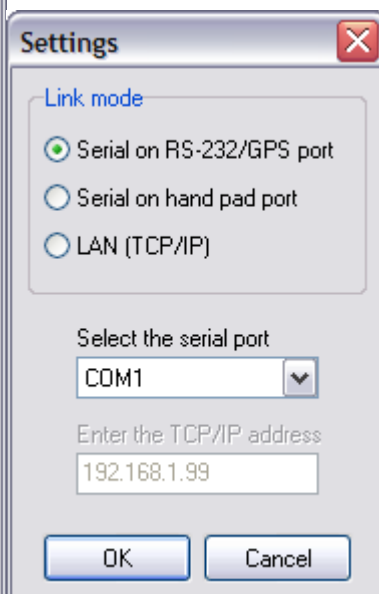 Settings
Link mode
Serial on RS-232/GPS port
Serial on hand pad port
LAN (TCP/IP)
Select the serial port
COM1
Enter the TCP/IP address
192.168.1.99
OK Cancel